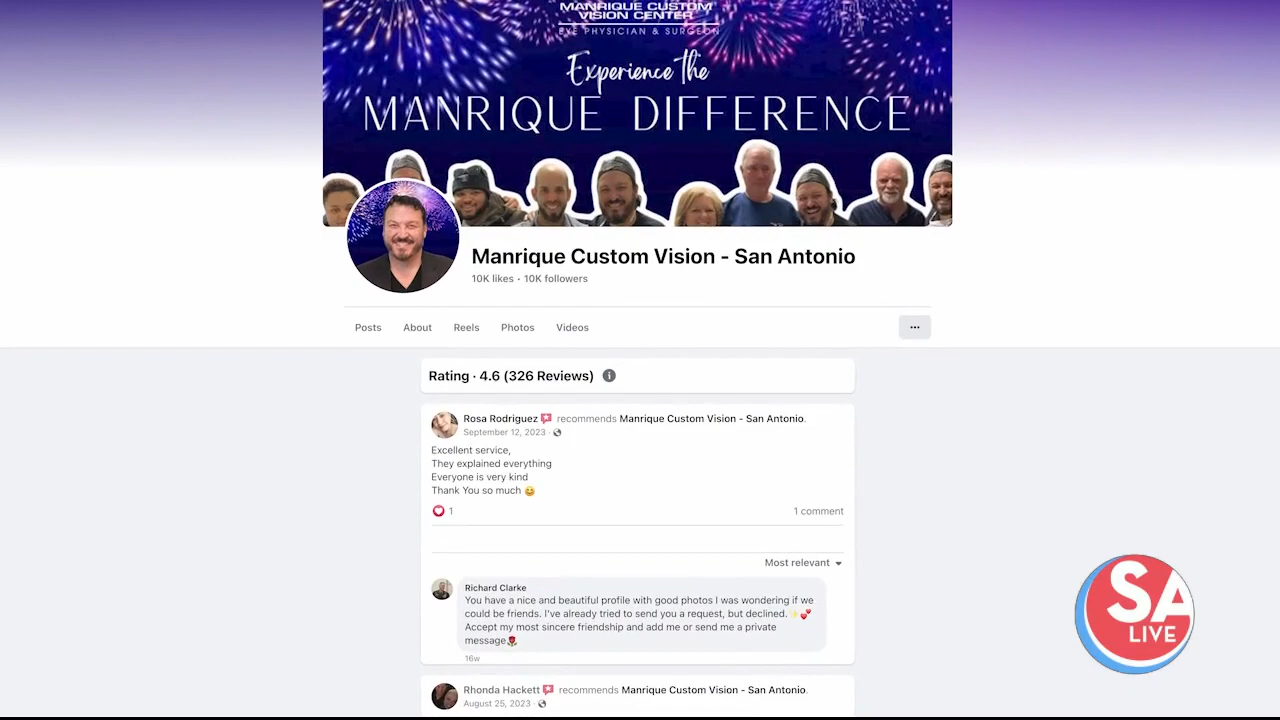 MANRIQUE CUSTOM
VISION CENTER
EYE PHYSICIAN & SURGEON
Experience the
MANRIQUE DIFFERENCE
Manrique Custom Vision - San Antonio
10K likes • 10K followers
Posts About Reels Photos Videos ...
Rating · 4.6 (326 Reviews)
Rosa Rodriguez recommends Manrique Custom Vision - San Antonio.
September 12, 2023 ·
Excellent service,
They explained everything
Everyone is very kind
Thank You so much 😊
1 1 comment
Most relevant
Richard Clarke
You have a nice and beautiful profile with good photos I was wondering if we
could be friends. I've already tried to send you a request, but declined.✨💕
Accept my most sincere friendship and add me or send me a private
message🌹
16w
SA
LIVE
Rhonda Hackett recommends Manrique Custom Vision - San Antonio.
August 25, 2023 ·